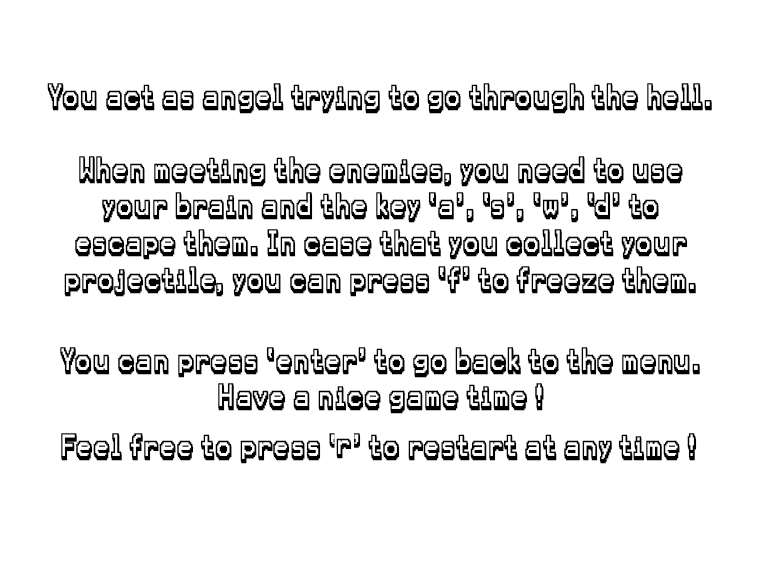 You act as angel trying to go through the hell.
When meeting the enemies, you need to use
your brain and the key 'a', 's', 'w', 'd' to
escape them. In case that you collect your
projectile, you can press 'f' to freeze them.
You can press 'enter' to go back to the menu.
Have a nice game time !
Feel free to press 'r' to restart at any time !